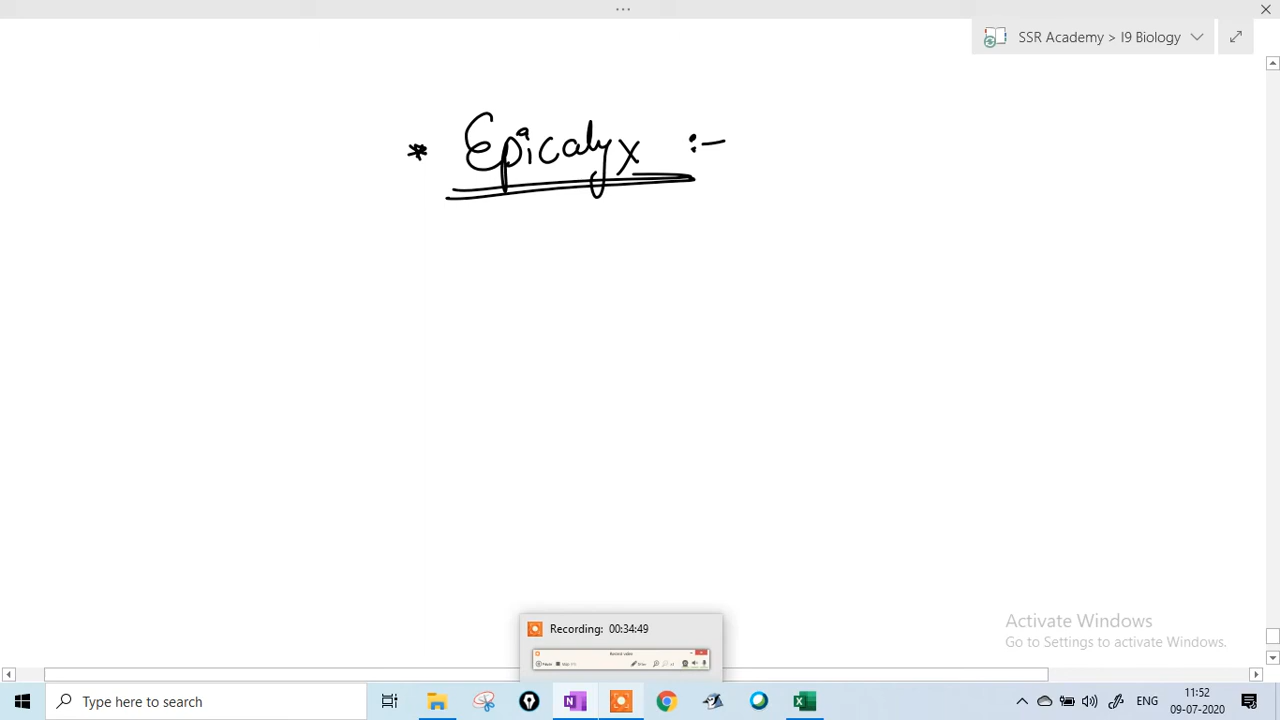 ...
SSR Academy > I9 Biology
* Epicalyx :-
Activate Windows
Go to Settings to activate Windows.
Recording: 00:34:49
Type here to search
ENG
11:52
09-07-2020